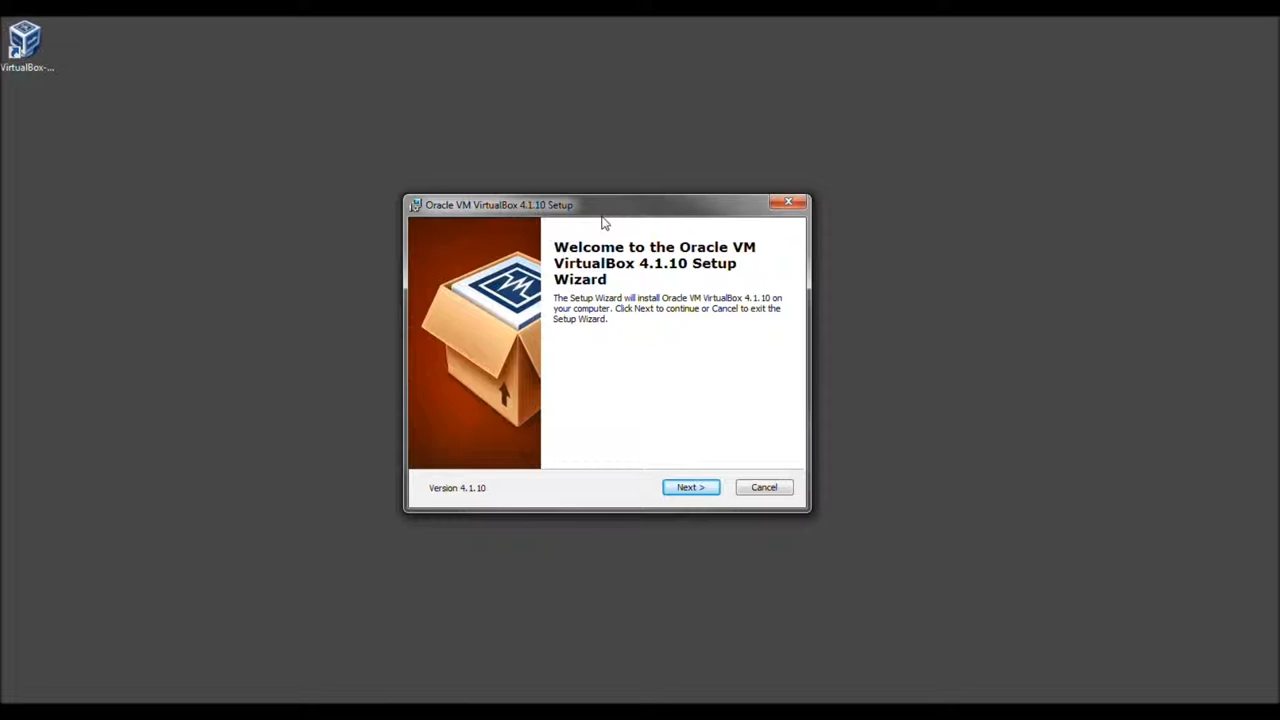 VirtualBox-...
Oracle VM VirtualBox 4.1.10 Setup
Welcome to the Oracle VM
VirtualBox 4.1.10 Setup
Wizard
The Setup Wizard will install Oracle VM VirtualBox 4.1.10 on
your computer. Click Next to continue or Cancel to exit the
Setup Wizard.
Version 4.1.10
Next >
Cancel